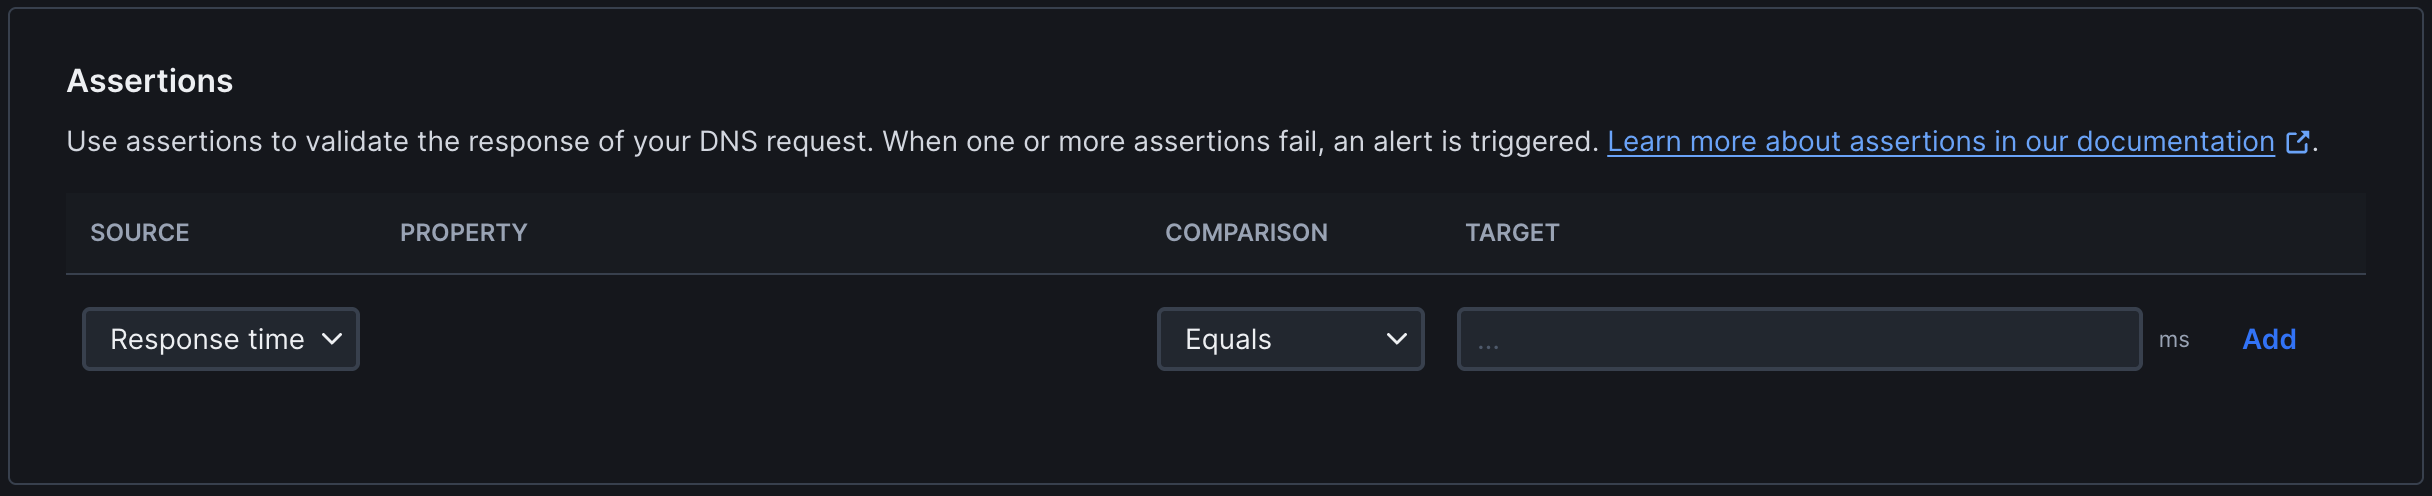 Assertions
Use assertions to validate the response of your DNS request. When one or more assertions fail, an alert is triggered. Learn more about assertions in our documentation.
SOURCE PROPERTY COMPARISON TARGET
Response time Equals ... ms Add